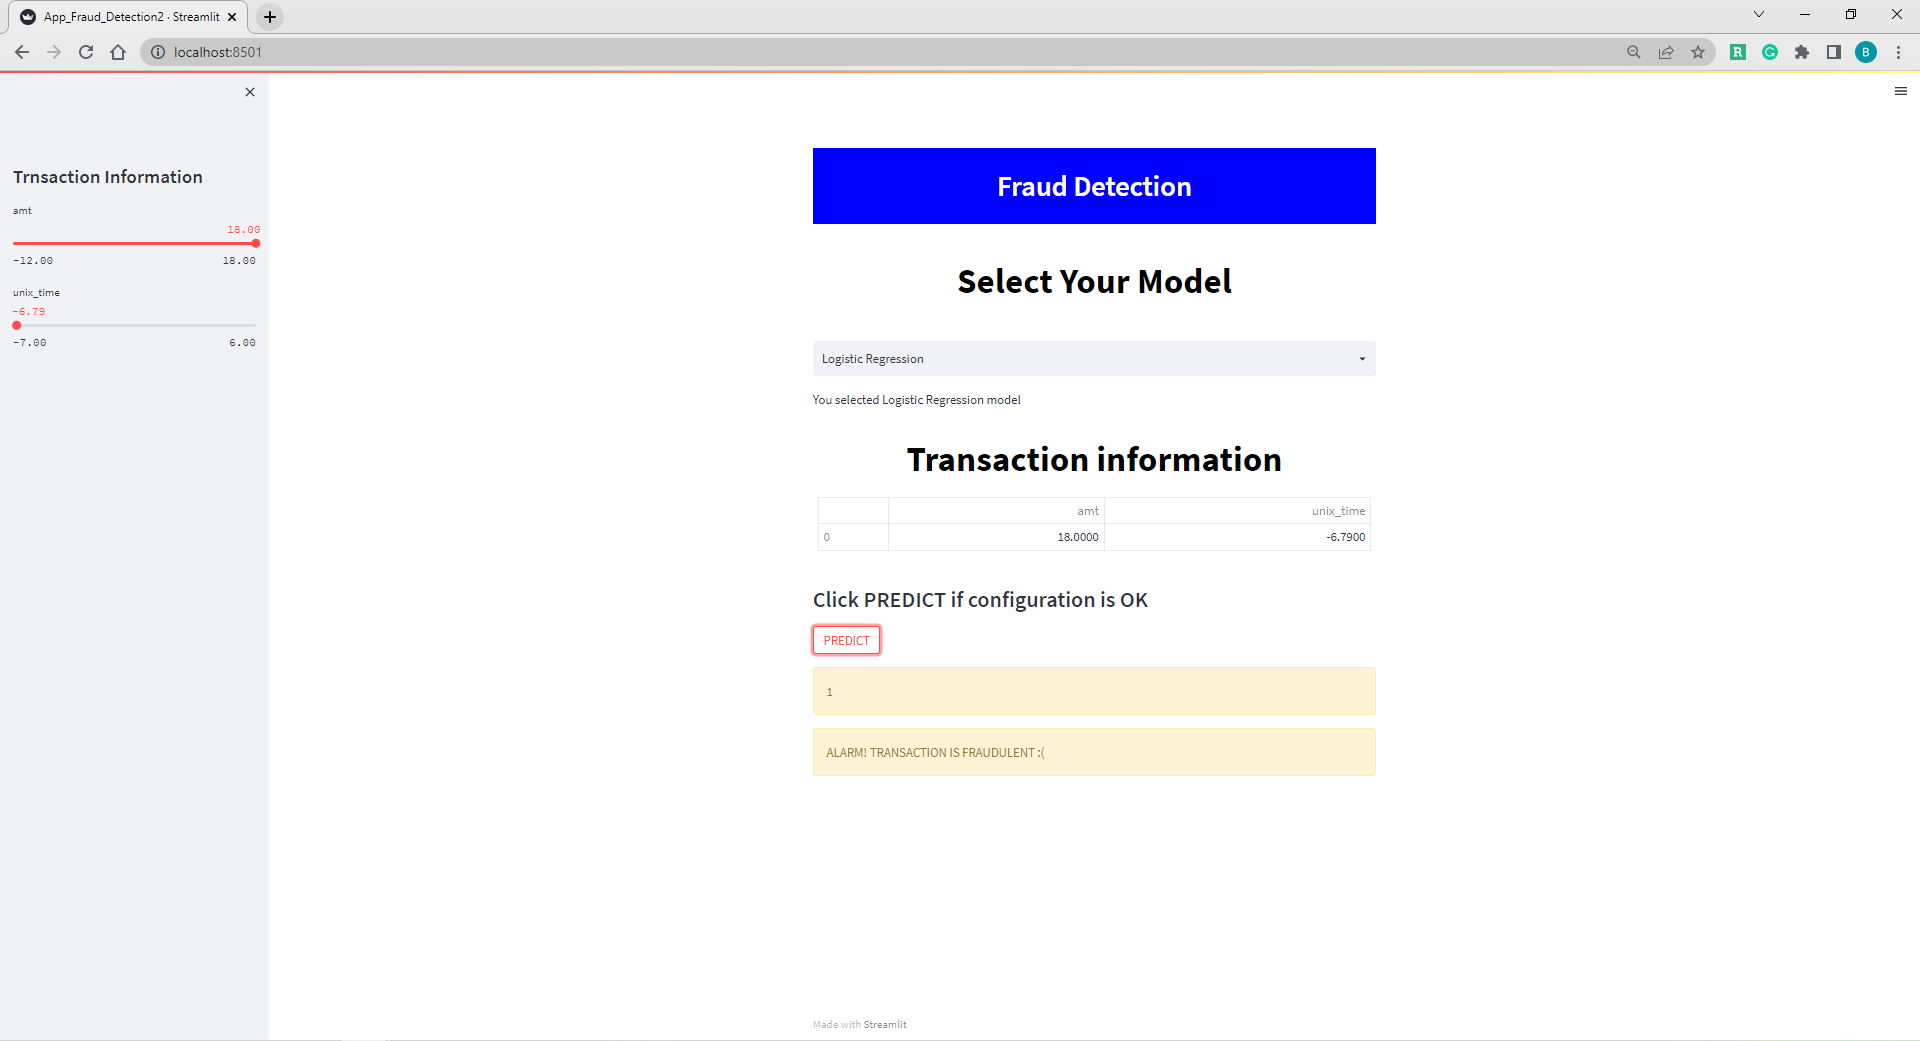 App_Fraud_Detection2 · Streamlit
localhost:8501
B
Trnsaction Information
amt
18.00
-12.00 18.00
unix_time
-6.79
-7.00 6.00
Fraud Detection
Select Your Model
Logistic Regression
You selected Logistic Regression model
Transaction information
amt unix_time
0 18.0000 -6.7900
Click PREDICT if configuration is OK
PREDICT
1
ALARM! TRANSACTION IS FRAUDULENT :(
Made with Streamlit